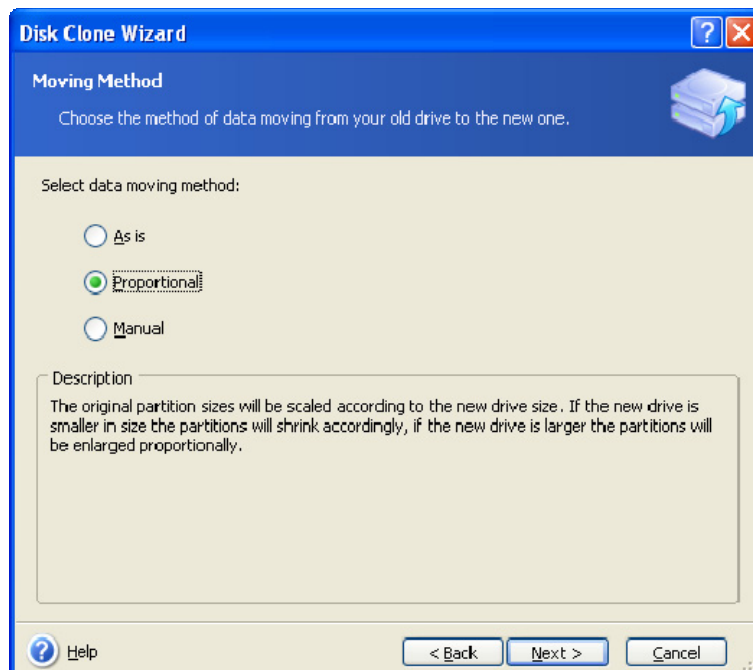 Disk Clone Wizard
Moving Method
Choose the method of data moving from your old drive to the new one.
Select data moving method:
As is
Proportional
Manual
Description
The original partition sizes will be scaled according to the new drive size. If the new drive is
smaller in size the partitions will shrink accordingly, if the new drive is larger the partitions will
be enlarged proportionally.
? Help
< Back
Next >
Cancel